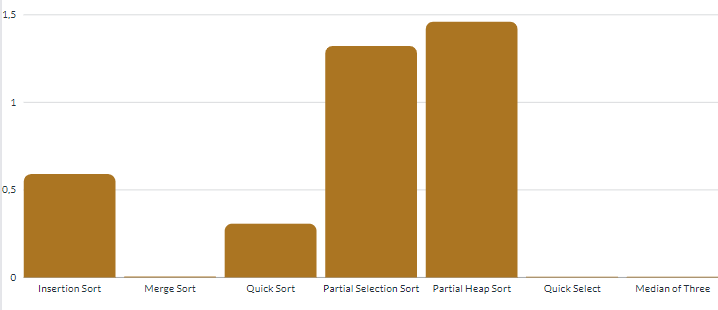 1,5
1
0,5
0
Insertion Sort Merge Sort Quick Sort Partial Selection Sort Partial Heap Sort Quick Select Median of Three